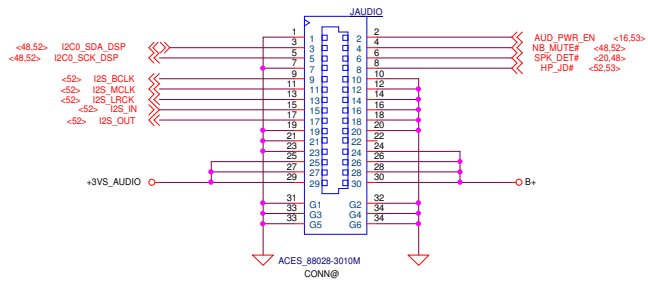 JAUDIO
1 1 2 2 AUD_PWR_EN <16,53>
<48,52> I2C0_SDA_DSP 3 3 4 4 NB_MUTE# <48,52>
<48,52> I2C0_SCK_DSP 5 5 6 6 SPK_DET# <20,48>
7 7 8 8 HP_JD# <52,53>
<52> I2S_BCLK 9 9 10 10
<52> I2S_MCLK 11 11 12 12
<52> I2S_LRCK 13 13 14 14
<52> I2S_IN 15 15 16 16
<52> I2S_OUT 17 17 18 18
19 19 20 20
21 21 22 22
23 23 24 24
25 25 26 26
27 27 28 28
+3VS_AUDIO 29 29 30 30 B+
31 G1 G2 32
33 G3 G4 34
33 G5 G6 34
ACES_88028-3010M
CONN@